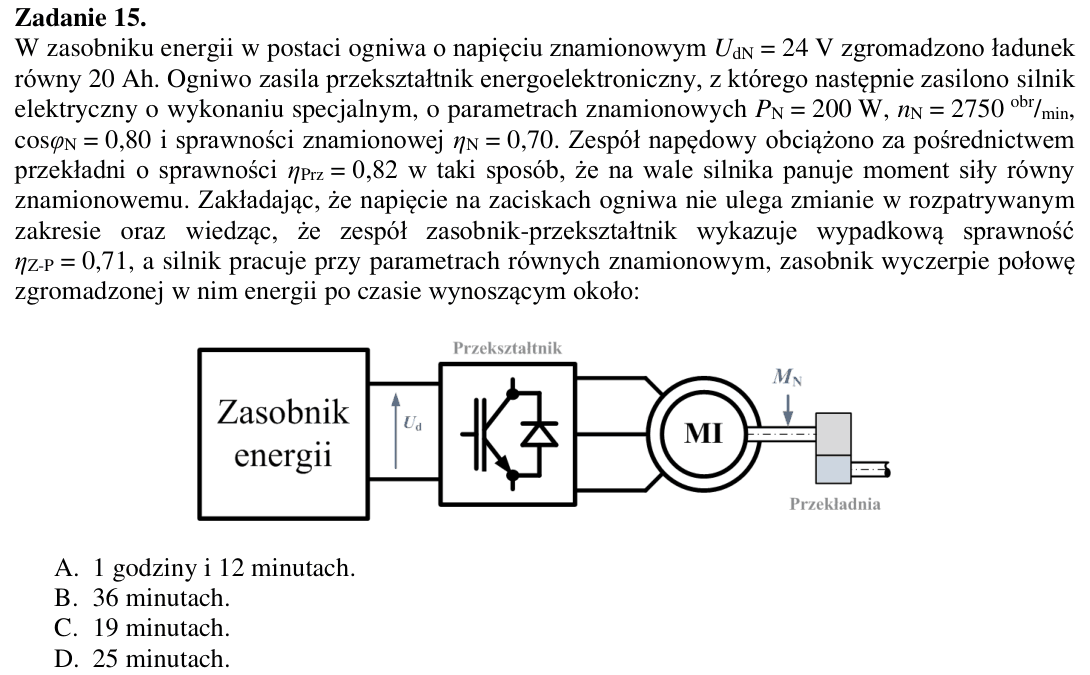 Zadanie 15.
W zasobniku energii w postaci ogniwa o napięciu znamionowym UdN = 24 V zgromadzono ładunek
równy 20 Ah. Ogniwo zasila przekształtnik energoelektroniczny, z którego następnie zasilono silnik
elektryczny o wykonaniu specjalnym, o parametrach znamionowych PN = 200 W, nN = 2750 obr/min,
cosφN = 0,80 i sprawności znamionowej ηN = 0,70. Zespół napędowy obciążono za pośrednictwem
przekładni o sprawności ηPrz = 0,82 w taki sposób, że na wale silnika panuje moment siły równy
znamionowemu. Zakładając, że napięcie na zaciskach ogniwa nie ulega zmianie w rozpatrywanym
zakresie oraz wiedząc, że zespół zasobnik-przekształtnik wykazuje wypadkową sprawność
ηZ-P = 0,71, a silnik pracuje przy parametrach równych znamionowym, zasobnik wyczerpie połowę
zgromadzonej w nim energii po czasie wynoszącym około:
Przekształtnik
Zasobnik
energii
Ud
MI
MN
Przekładnia
A. 1 godziny i 12 minutach.
B. 36 minutach.
C. 19 minutach.
D. 25 minutach.